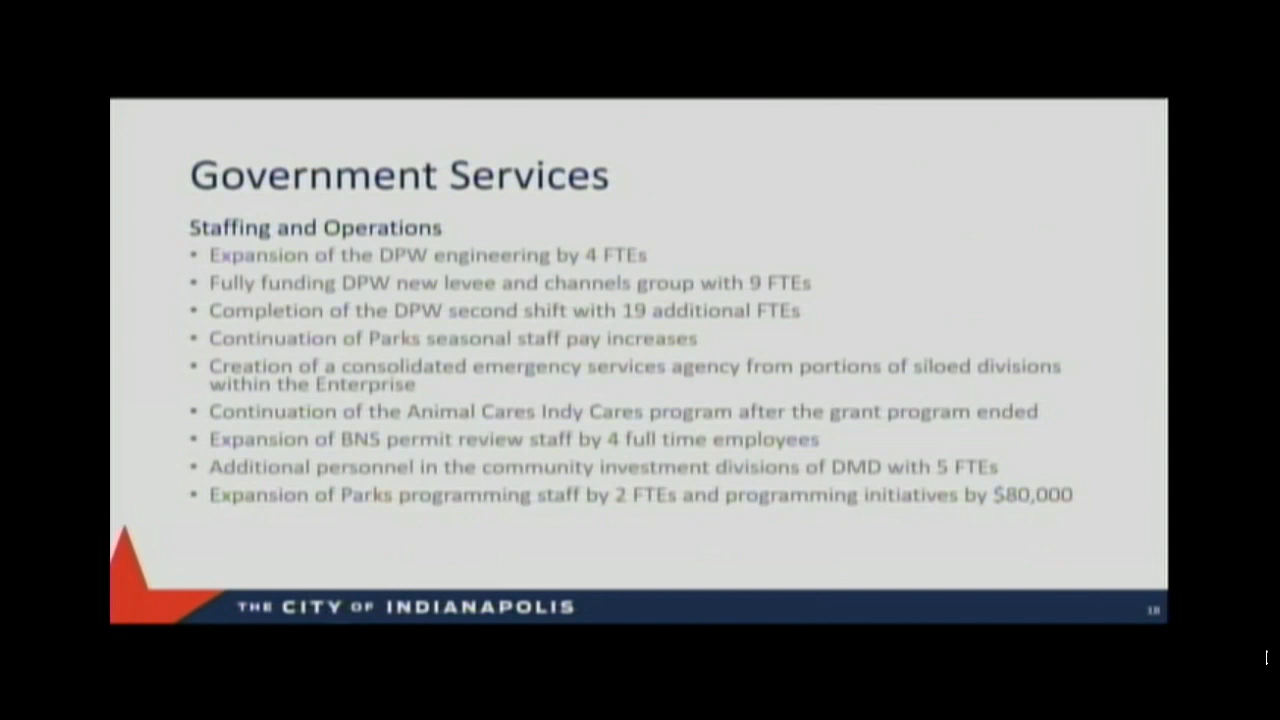 Government Services
Staffing and Operations
• Expansion of the DPW engineering by 4 FTEs
• Fully funding DPW new levee and channels group with 9 FTEs
• Completion of the DPW second shift with 19 additional FTEs
• Continuation of Parks seasonal staff pay increases
• Creation of a consolidated emergency services agency from portions of siloed divisions
within the Enterprise
• Continuation of the Animal Cares Indy Cares program after the grant program ended
• Expansion of BNS permit review staff by 4 full time employees
• Additional personnel in the community investment divisions of DMD with 5 FTEs
• Expansion of Parks programming staff by 2 FTEs and programming initiatives by $80,000
THE CITY OF INDIANAPOLIS
18